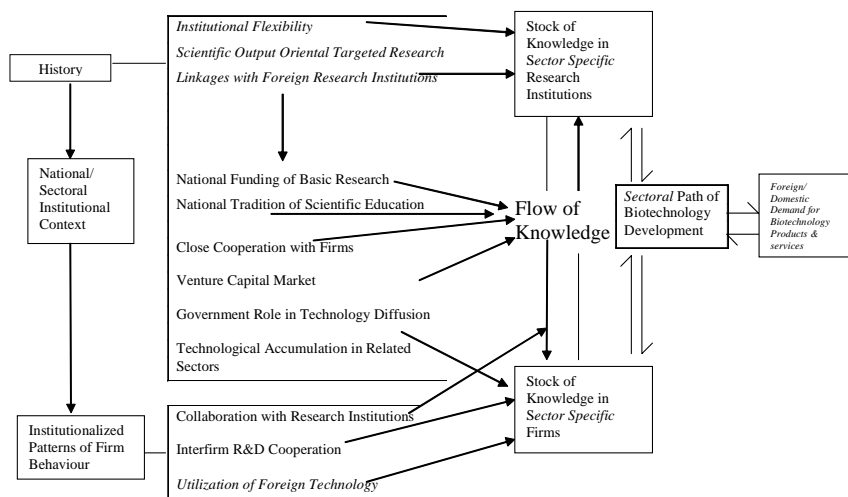 History
National/
Sectoral
Institutional
Context
Institutionalized
Patterns of Firm
Behaviour
Institutional Flexibility
Scientific Output Oriental Targeted Research
Linkages with Foreign Research Institutions
National Funding of Basic Research
National Tradition of Scientific Education
Close Cooperation with Firms
Venture Capital Market
Government Role in Technology Diffusion
Technological Accumulation in Related
Sectors
Collaboration with Research Institutions
Interfirm R&D Cooperation
Utilization of Foreign Technology
Stock of
Knowledge in
Sector Specific
Research
Institutions
Flow of
Knowledge
Stock of
Knowledge in
Sector Specific
Firms
Sectoral Path of
Biotechnology
Development
Foreign/
Domestic
Demand for
Biotechnology
Products &
services